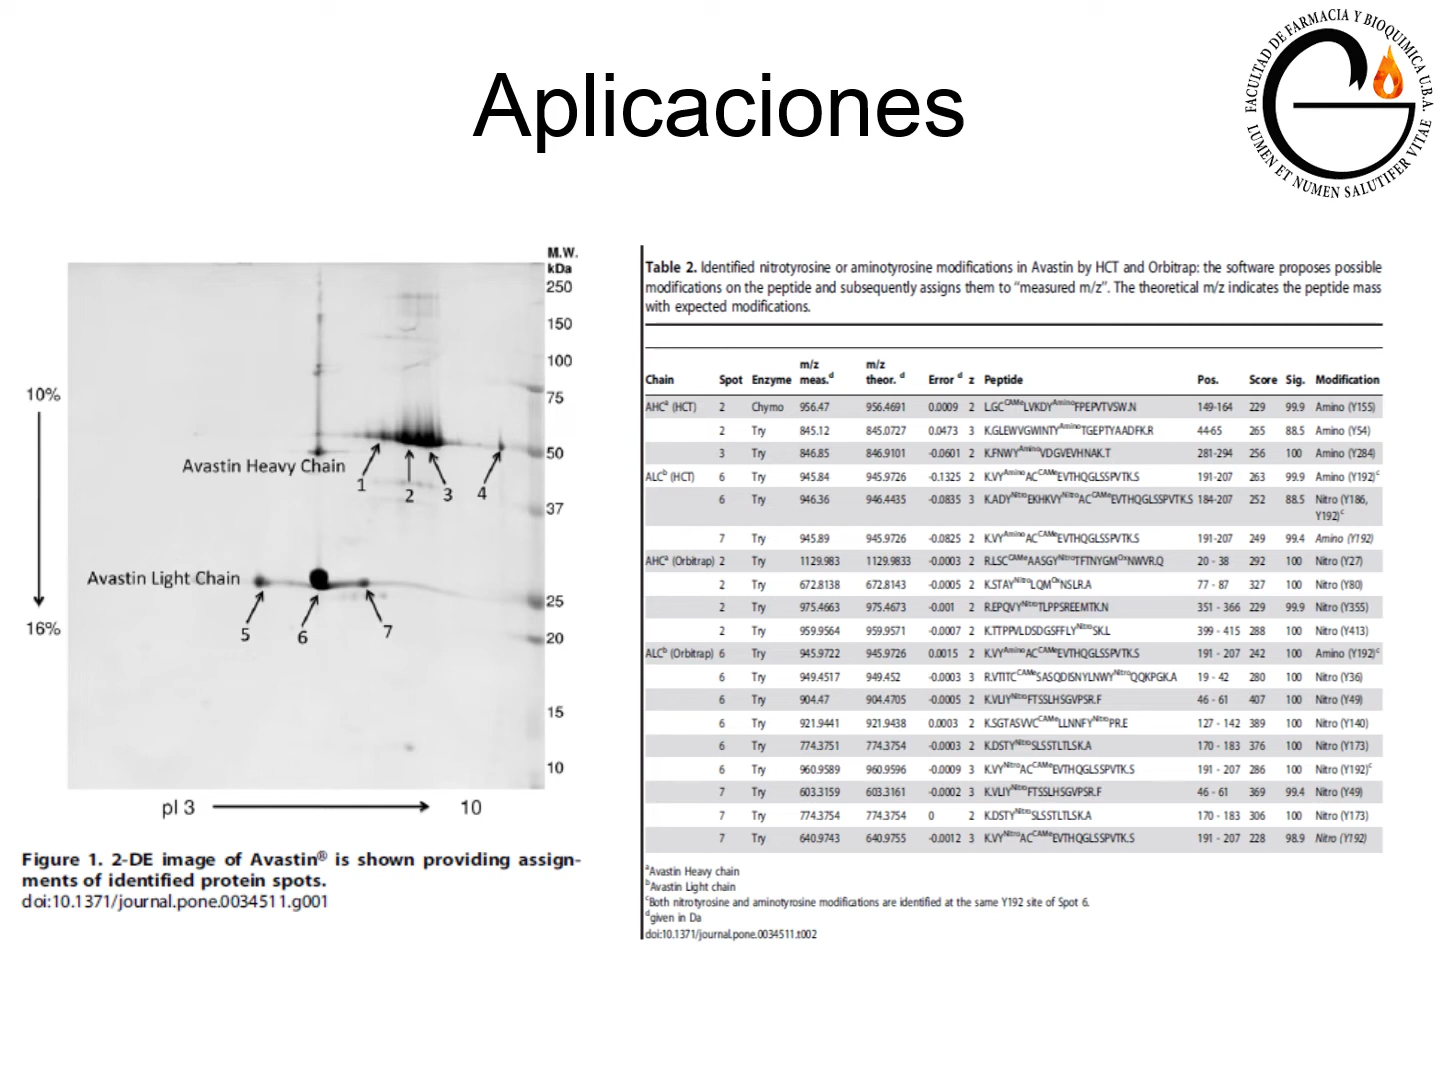 Aplicaciones
FACULTAD DE FARMACIA Y BIOQUIMICA U.B.A.
LUMEN ET NUMEN SALUTIFER VITAE
M.W.
kDa
250
150
100
75
50
37
25
20
15
10
10%
16%
Avastin Heavy Chain
1
2
3
4
Avastin Light Chain
5
6
7
pI 3
10
Figure 1. 2-DE image of Avastin® is shown providing assign-
ments of identified protein spots.
doi:10.1371/journal.pone.0034511.g001
Table 2. Identified nitrotyrosine or aminotyrosine modifications in Avastin by HCT and Orbitrap: the software proposes possible
modifications on the peptide and subsequently assigns them to "measured m/z". The theoretical m/z indicates the peptide mass
with expected modifications.
Chain Spot Enzyme m/z meas.d m/z theor. d Error d z Peptide Pos. Score Sig. Modification
AHCa (HCT) 2 Chymo 956.47 956.4691 0.0009 2 L.GCCAMeLVKDYAminoFPEPVTVSW.N 149-164 229 99.9 Amino (Y155)
2 Try 845.12 845.0727 0.0473 3 K.GLEWVGWINTYAminoTGEPTYAADFK.R 44-65 265 88.5 Amino (Y54)
3 Try 846.85 846.9101 -0.0601 2 K.FNWYAminoVDGVEVHNAK.T 281-294 256 100 Amino (Y284)
ALCb (HCT) 6 Try 945.84 945.9726 -0.1325 2 K.VYAminoACCAMeEVTHQGLSSPVTK.S 191-207 263 99.9 Amino (Y192)c
6 Try 946.36 946.4435 -0.0835 3 K.ADYNitroEKHKVYNitroACCAMeEVTHQGLSSPVTK.S 184-207 252 88.5 Nitro (Y186,
Y192)c
7 Try 945.89 945.9726 -0.0825 2 K.VYAminoACCAMeEVTHQGLSSPVTK.S 191-207 249 99.4 Amino (Y192)
AHCa (Orbitrap) 2 Try 1129.983 1129.9833 -0.0003 2 R.LSCCAMeAASGYNitroTFTNYGMOxNWVR.Q 20 - 38 292 100 Nitro (Y27)
2 Try 672.8138 672.8143 -0.0005 2 K.STAYNitroLQMOxNSLR.A 77 - 87 327 100 Nitro (Y80)
2 Try 975.4663 975.4673 -0.001 2 R.EPQVYNitroTLPPSREEMTK.N 351 - 366 229 99.9 Nitro (Y355)
2 Try 959.9564 959.9571 -0.0007 2 K.TTPPVLDSDGSFFLYNitroSK.L 399 - 415 288 100 Nitro (Y413)
ALCb (Orbitrap) 6 Try 945.9722 945.9726 0.0015 2 K.VYAminoACCAMeEVTHQGLSSPVTK.S 191 - 207 242 100 Amino (Y192)c
6 Try 949.4517 949.452 -0.0003 3 R.VTITCCAMeSASQDISNYLNWYNitroQQKPGK.A 19 - 42 280 100 Nitro (Y36)
6 Try 904.47 904.4705 -0.0005 2 K.VLIYNitroFTSSLHSGVPSR.F 46 - 61 407 100 Nitro (Y49)
6 Try 921.9441 921.9438 0.0003 2 K.SGTASVVCCAMeLLNNFYNitroPR.E 127 - 142 389 100 Nitro (Y140)
6 Try 774.3751 774.3754 -0.0003 2 K.DSTYNitroSLSSTLTLSK.A 170 - 183 376 100 Nitro (Y173)
6 Try 960.9589 960.9596 -0.0009 3 K.VYNitroACCAMeEVTHQGLSSPVTK.S 191 - 207 286 100 Nitro (Y192)c
7 Try 603.3159 603.3161 -0.0002 3 K.VLIYNitroFTSSLHSGVPSR.F 46 - 61 369 99.4 Nitro (Y49)
7 Try 774.3754 774.3754 0 2 K.DSTYNitroSLSSTLTLSK.A 170 - 183 306 100 Nitro (Y173)
7 Try 640.9743 640.9755 -0.0012 3 K.VYNitroACCAMeEVTHQGLSSPVTK.S 191 - 207 228 98.9 Nitro (Y192)
aAvastin Heavy chain
bAvastin Light chain
cBoth nitrotyrosine and aminotyrosine modifications are identified at the same Y192 site of Spot 6.
dgiven in Da
doi:10.1371/journal.pone.0034511.t002